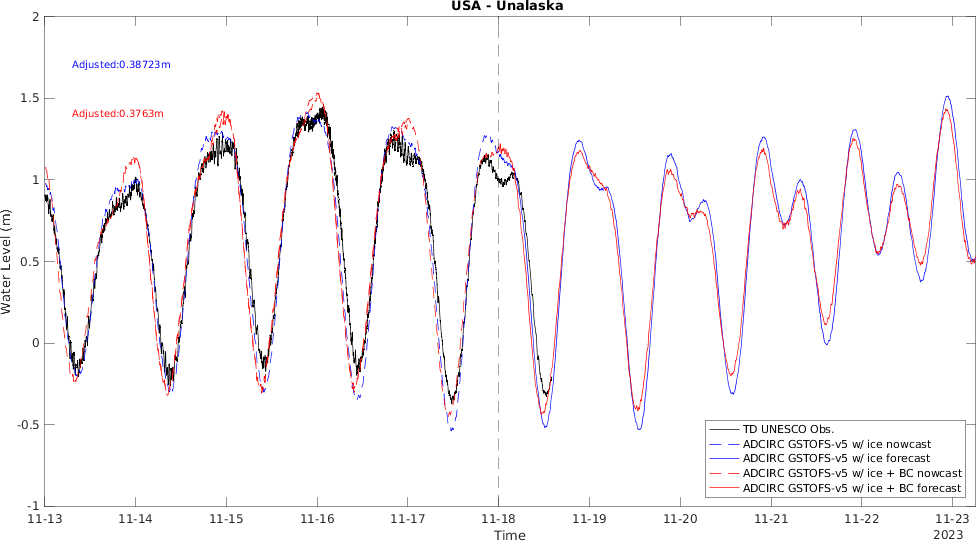 USA - Unalaska
Adjusted:0.38723m
Adjusted:0.3763m
Water Level (m)
2
1.5
1
0.5
0
-0.5
-1
TD UNESCO Obs.
ADCIRC GSTOFS-v5 w/ ice nowcast
ADCIRC GSTOFS-v5 w/ ice forecast
ADCIRC GSTOFS-v5 w/ ice + BC nowcast
ADCIRC GSTOFS-v5 w/ ice + BC forecast
11-13 11-14 11-15 11-16 11-17 11-18 11-19 11-20 11-21 11-22 11-23
Time
2023